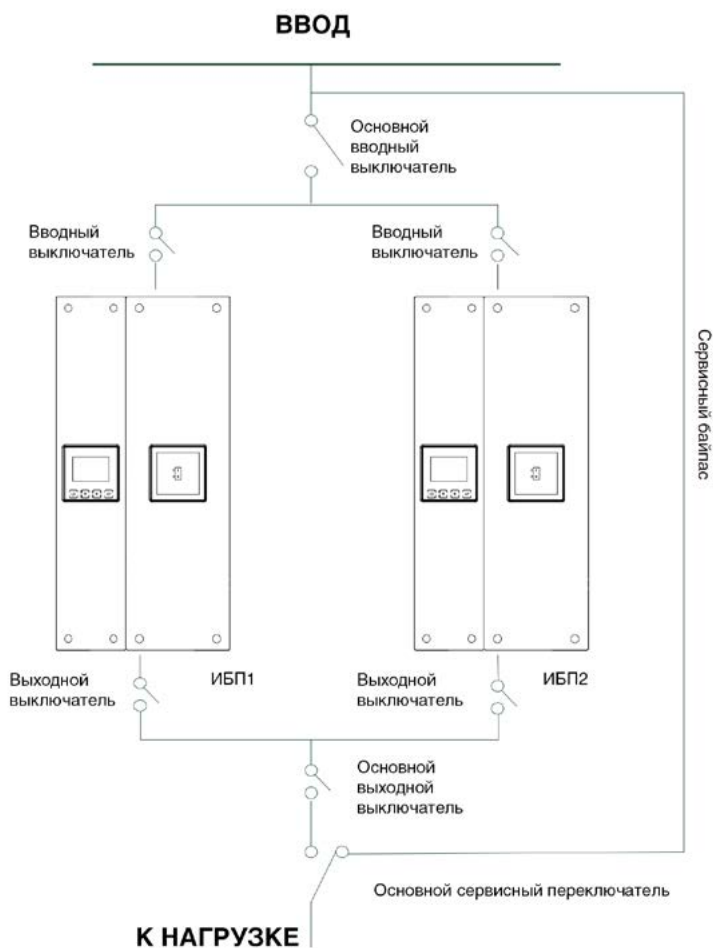 ВВОД
Основной
вводный
выключатель
Вводный
выключатель
Вводный
выключатель
Сервисный байпас
Выходной
выключатель
ИБП1
Выходной
выключатель
ИБП2
Основной
выходной
выключатель
Основной сервисный переключатель
К НАГРУЗКЕ